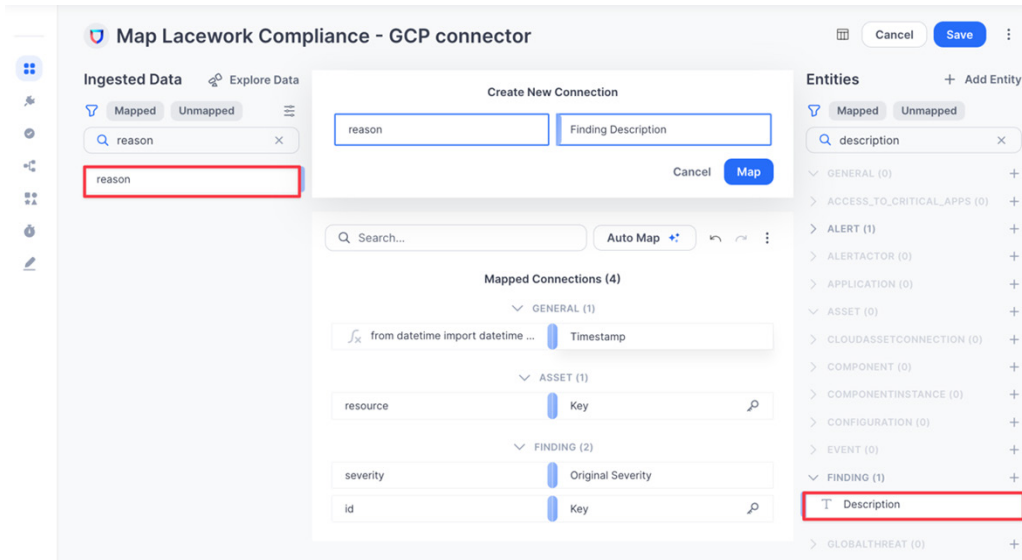 Map Lacework Compliance - GCP connector
Cancel
Save
Ingested Data
Explore Data
Mapped
Unmapped
reason
reason
Create New Connection
reason
Finding Description
Cancel
Map
Search...
Auto Map
Mapped Connections (4)
GENERAL (1)
from datetime import datetime ...
Timestamp
ASSET (1)
resource
Key
FINDING (2)
severity
Original Severity
id
Key
Entities
+ Add Entity
Mapped
Unmapped
description
GENERAL (0)
ACCESS_TO_CRITICAL_APPS (0)
ALERT (1)
ALERTACTOR (0)
APPLICATION (0)
ASSET (0)
CLOUDASSETCONNECTION (0)
COMPONENT (0)
COMPONENTINSTANCE (0)
CONFIGURATION (0)
EVENT (0)
FINDING (1)
T Description
GLOBALTHREAT (0)